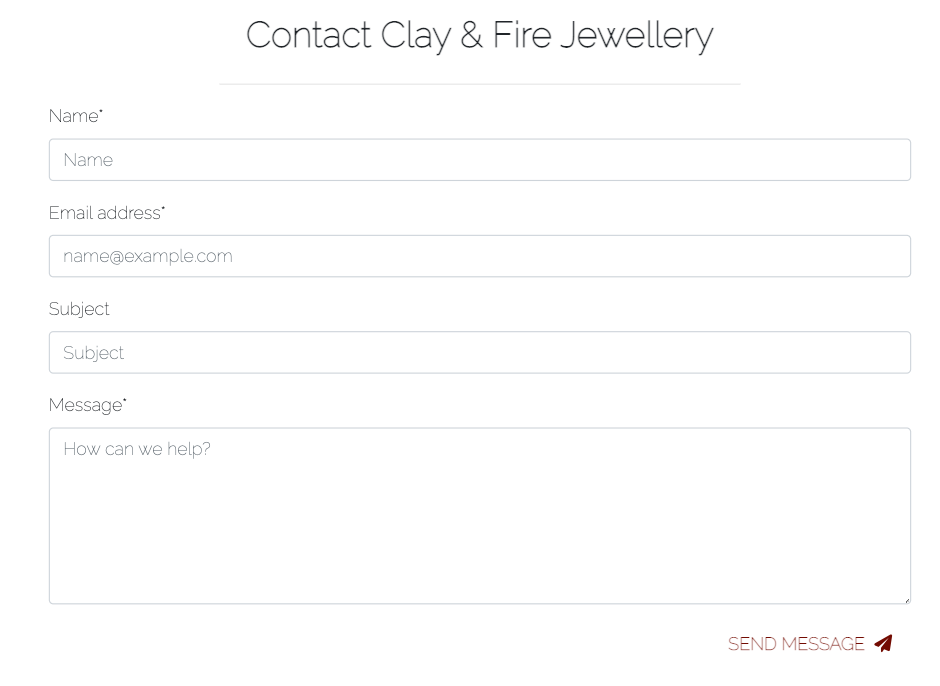 Contact Clay & Fire Jewellery
Name*
Name
Email address*
name@example.com
Subject
Subject
Message*
How can we help?
SEND MESSAGE